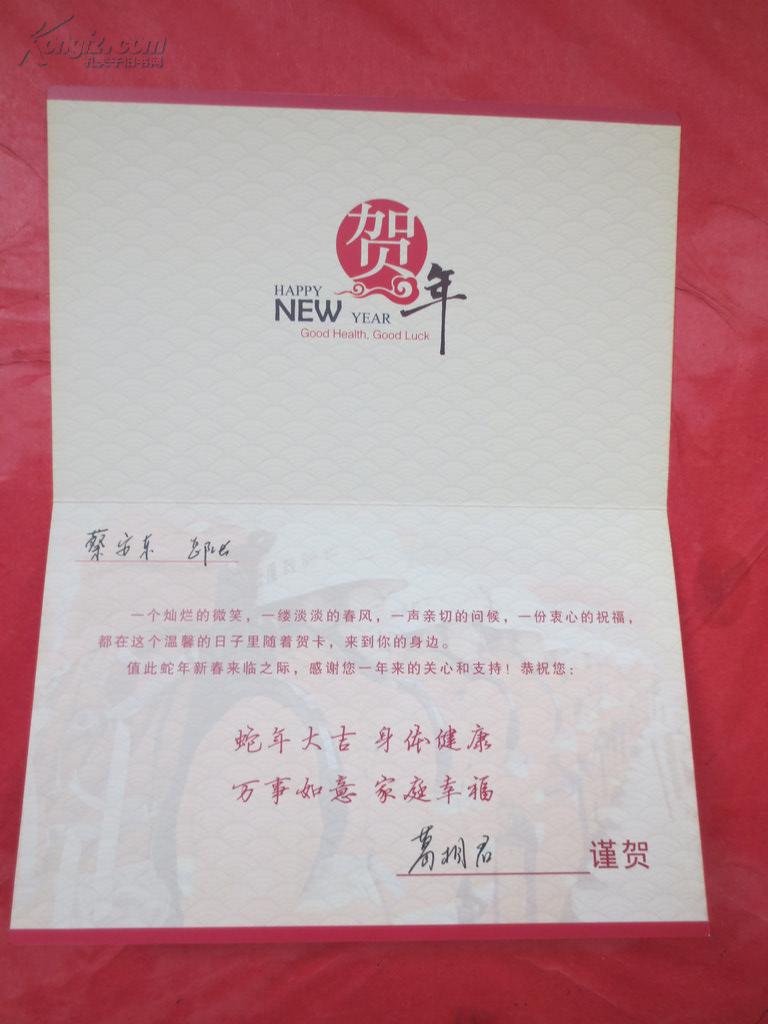 Kongfz.com
孔夫子旧书网
贺年
HAPPY
NEW YEAR
Good Health, Good Luck
蔡安东 部长
一个灿烂的微笑，一缕淡淡的春风，一声亲切的问候，一份衷心的祝福，
都在这个温馨的日子里随着贺卡，来到你的身边。
值此蛇年新春来临之际，感谢您一年来的关心和支持！恭祝您：
蛇年大吉 身体健康
万事如意 家庭幸福
葛相君 谨贺